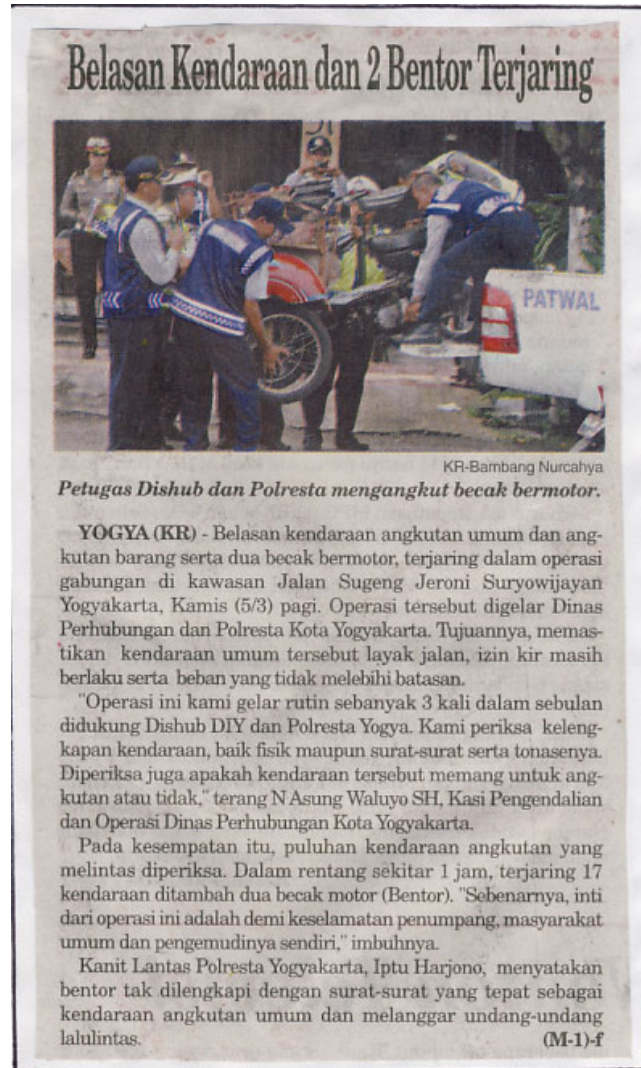 Belasan Kendaraan dan 2 Bentor Terjaring
PATWAL
KR-Bambang Nurcahya
Petugas Dishub dan Polresta mengangkut becak bermotor.
YOGYA (KR) - Belasan kendaraan angkutan umum dan ang-
kutan barang serta dua becak bermotor, terjaring dalam operasi
gabungan di kawasan Jalan Sugeng Jeroni Suryowijayan
Yogyakarta, Kamis (5/3) pagi. Operasi tersebut digelar Dinas
Perhubungan dan Polresta Kota Yogyakarta. Tujuannya, memas-
tikan kendaraan umum tersebut layak jalan, izin kir masih
berlaku serta beban yang tidak melebihi batasan.
"Operasi ini kami gelar rutin sebanyak 3 kali dalam sebulan
didukung Dishub DIY dan Polresta Yogya. Kami periksa keleng-
kapan kendaraan, baik fisik maupun surat-surat serta tonasenya.
Diperiksa juga apakah kendaraan tersebut memang untuk ang-
kutan atau tidak," terang N Asung Waluyo SH, Kasi Pengendalian
dan Operasi Dinas Perhubungan Kota Yogyakarta.
Pada kesempatan itu, puluhan kendaraan angkutan yang
melintas diperiksa. Dalam rentang sekitar 1 jam, terjaring 17
kendaraan ditambah dua becak motor (Bentor). "Sebenarnya, inti
dari operasi ini adalah demi keselamatan penumpang, masyarakat
umum dan pengemudinya sendiri," imbuhnya.
Kanit Lantas Polresta Yogyakarta, Iptu Harjono, menyatakan
bentor tak dilengkapi dengan surat-surat yang tepat sebagai
kendaraan angkutan umum dan melanggar undang-undang
lalulintas. (M-1)-f